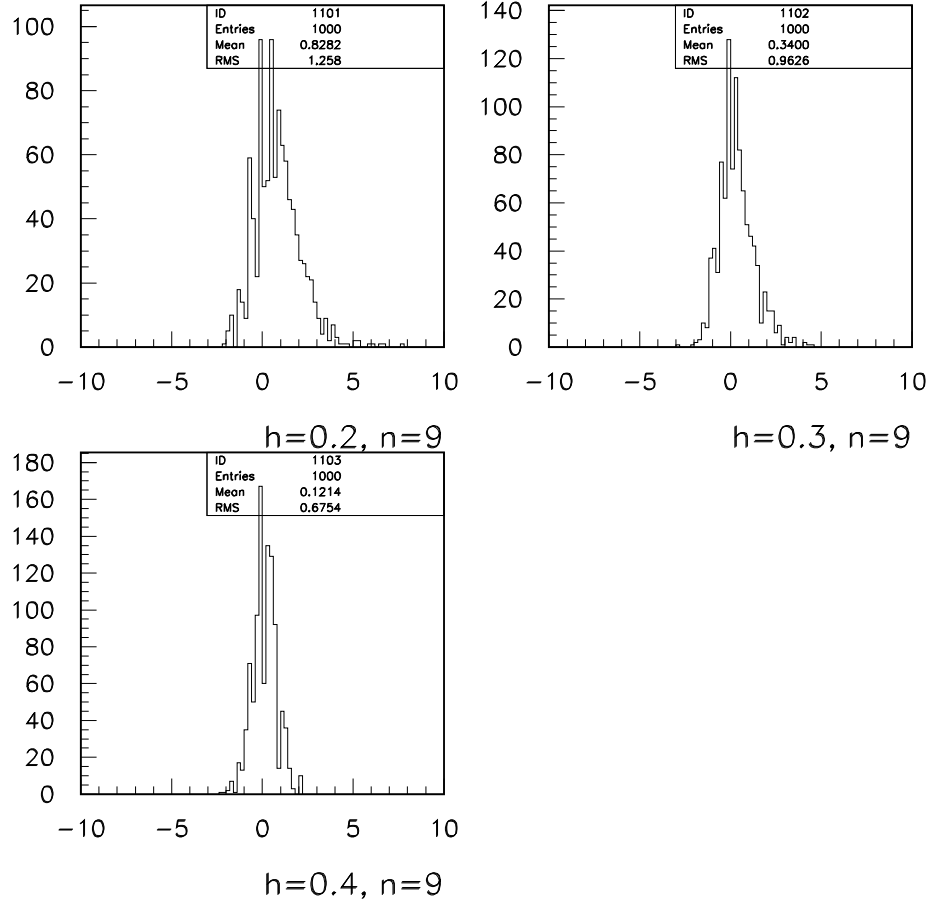 ID 1101
Entries 1000
Mean 0.8282
RMS 1.258
100
80
60
40
20
0
−10 −5 0 5 10
h=0.2, n=9
ID 1102
Entries 1000
Mean 0.3400
RMS 0.9626
140
120
100
80
60
40
20
0
−10 −5 0 5 10
h=0.3, n=9
ID 1103
Entries 1000
Mean 0.1214
RMS 0.6754
180
160
140
120
100
80
60
40
20
0
−10 −5 0 5 10
h=0.4, n=9